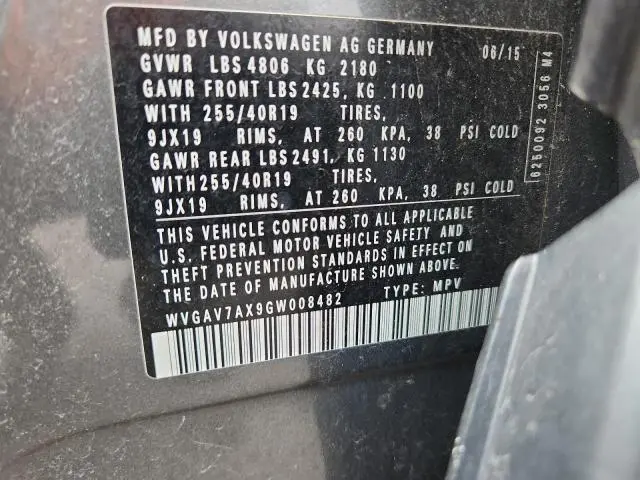 MFD BY VOLKSWAGEN AG GERMANY 06/15
GVWR LBS 4806 KG 2180
GAWR FRONT LBS 2425, KG 1100
WITH 255/40R19 TIRES,
9JX19 RIMS, AT 260 KPA, 38 PSI COLD
GAWR REAR LBS 2491, KG 1130
WITH 255/40R19 TIRES,
9JX19 RIMS, AT 260 KPA, 38 PSI COLD
THIS VEHICLE CONFORMS TO ALL APPLICABLE
U.S. FEDERAL MOTOR VEHICLE SAFETY AND
THEFT PREVENTION STANDARDS IN EFFECT ON
THE DATE OF MANUFACTURE SHOWN ABOVE.
WVGAV7AX9GW008482 TYPE: MPV
6250092 3056 M4